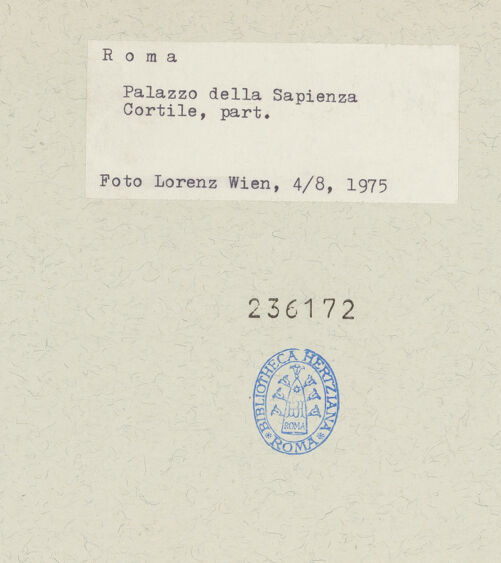 R o m a
Palazzo della Sapienza
Cortile, part.
Foto Lorenz Wien, 4/8, 1975
236172
BIBLIOTHECA HERTZIANA
ROMA
* ROMA *